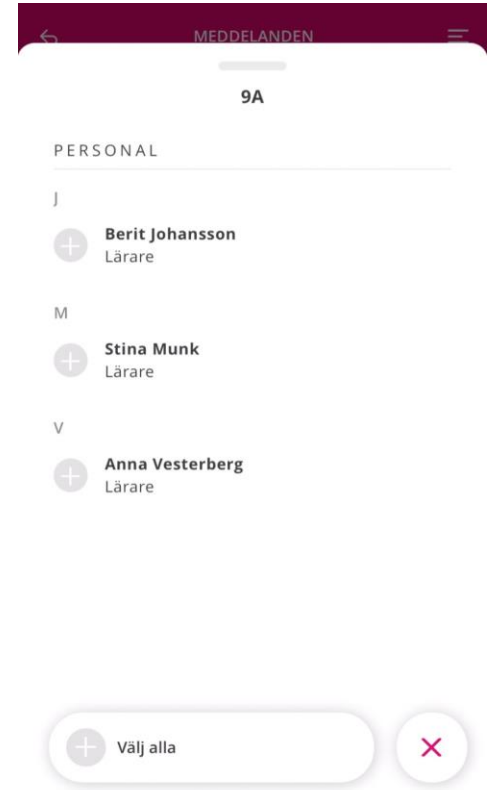 MEDDELANDEN
9A
PERSONAL
J
Berit Johansson
Lärare
M
Stina Munk
Lärare
V
Anna Vesterberg
Lärare
Välj alla